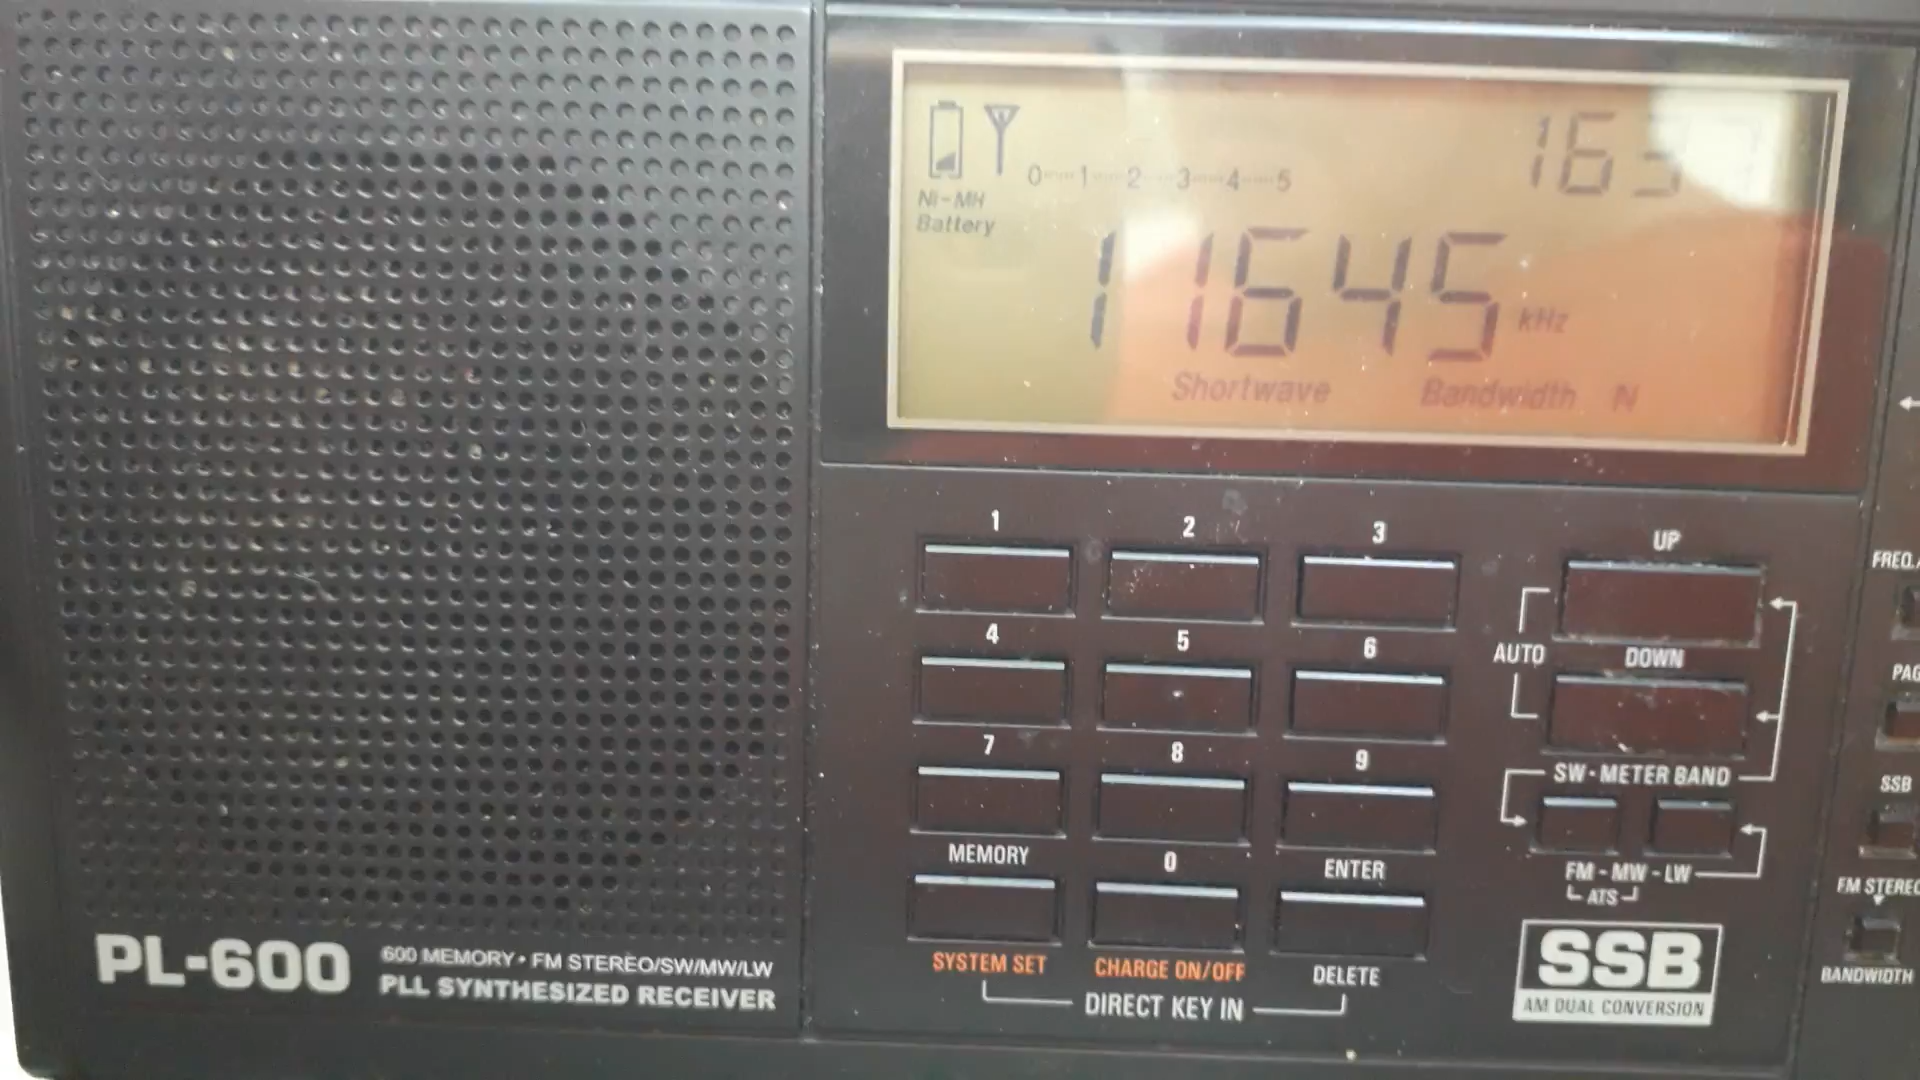 0 1 2 3 4 5
Ni-MH
Battery
11645 kHz
Shortwave Bandwidth N
1 2 3
UP
4 5 6
AUTO
DOWN
7 8 9
SW·METER BAND
MEMORY 0 ENTER
FM - MW - LW
ATS
SYSTEM SET CHARGE ON/OFF DELETE
DIRECT KEY IN
SSB
AM DUAL CONVERSION
PL-600
600 MEMORY • FM STEREO/SW/MW/LW
PLL SYNTHESIZED RECEIVER
SSB
FM STEREO
BANDWIDTH